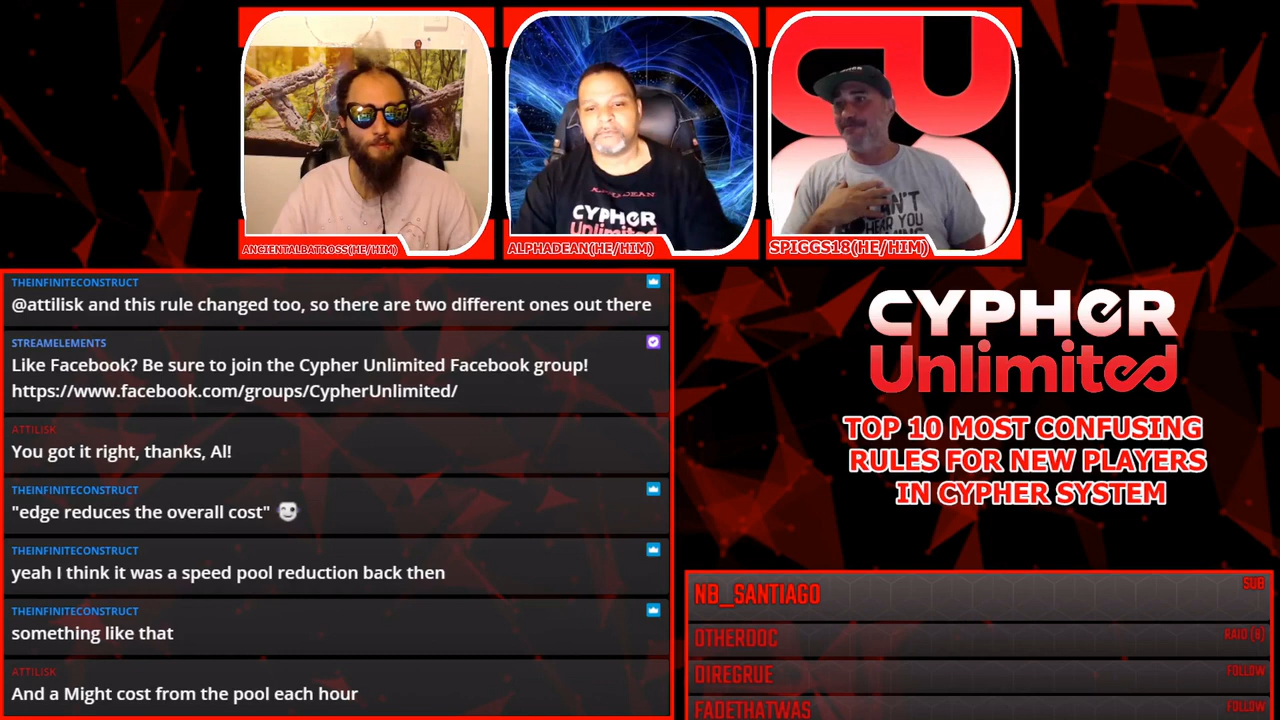 ANCIENTALBATROSS(HE/HIM)
ALPHADEAN(HE/HIM)
SPIGGS18(HE/HIM)
CYPHER
Unlimited
THEINFINITECONSTRUCT
@attilisk and this rule changed too, so there are two different ones out there
STREAMELEMENTS
Like Facebook? Be sure to join the Cypher Unlimited Facebook group!
https://www.facebook.com/groups/CypherUnlimited/
ATTILISK
You got it right, thanks, Al!
THEINFINITECONSTRUCT
"edge reduces the overall cost"
THEINFINITECONSTRUCT
yeah I think it was a speed pool reduction back then
THEINFINITECONSTRUCT
something like that
ATTILISK
And a Might cost from the pool each hour
CYPHER
Unlimited
TOP 10 MOST CONFUSING
RULES FOR NEW PLAYERS
IN CYPHER SYSTEM
NB_SANTIAGO SUB
OTHERDOC RAID (8)
DIREGRUE FOLLOW
FADETHATWAS FOLLOW